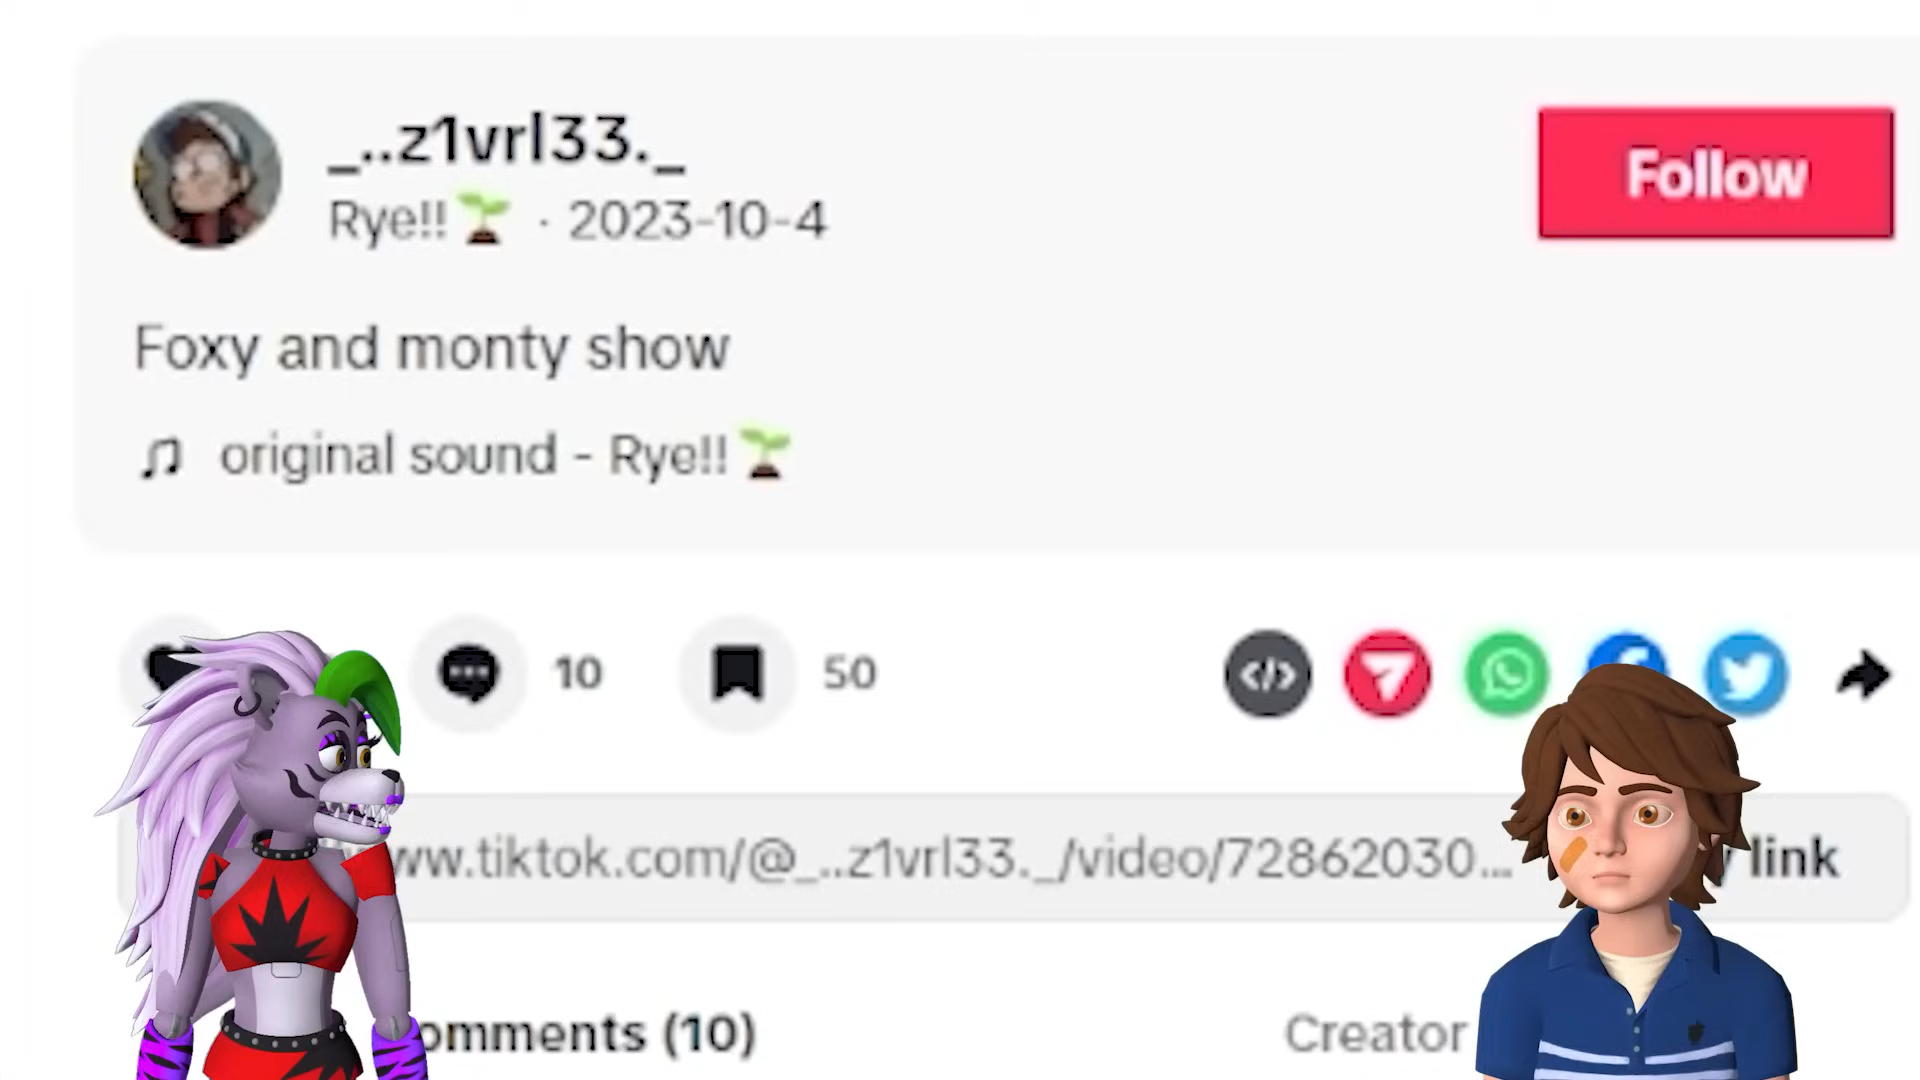 _..z1vrl33._
Rye!!🌱 · 2023-10-4
Follow
Foxy and monty show
original sound - Rye!!🌱
10
50
ww.tiktok.com/@_..z1vrl33._/video/72862030...
link
omments (10)
Creator